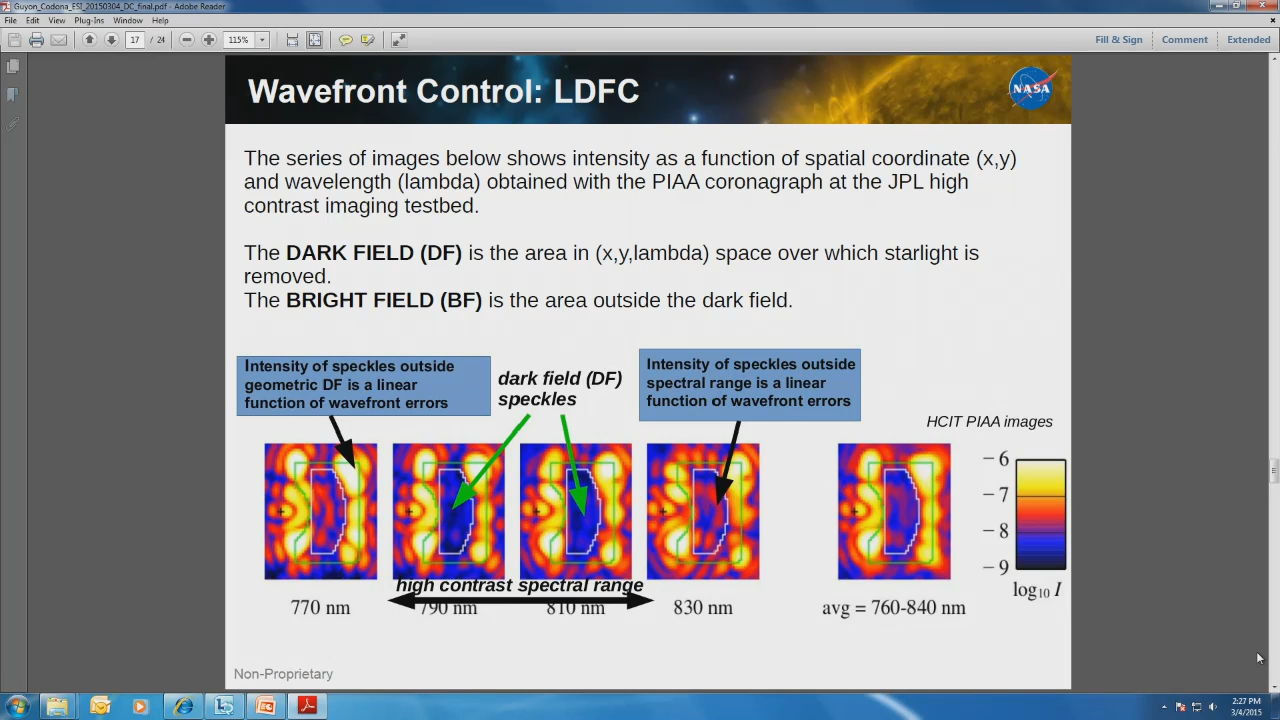 Guyon_Codona_ESI_20150304_DC_final.pdf - Adobe Reader
File Edit View Plug-Ins Window Help
17 / 24 115% Fill & Sign Comment Extended
Wavefront Control: LDFC
NASA
The series of images below shows intensity as a function of spatial coordinate (x,y)
and wavelength (lambda) obtained with the PIAA coronagraph at the JPL high
contrast imaging testbed.
The DARK FIELD (DF) is the area in (x,y,lambda) space over which starlight is
removed.
The BRIGHT FIELD (BF) is the area outside the dark field.
Intensity of speckles outside
geometric DF is a linear
function of wavefront errors
dark field (DF)
speckles
Intensity of speckles outside
spectral range is a linear
function of wavefront errors
HCIT PIAA images
−6
−7
−8
−9
log10 I
high contrast spectral range
770 nm 790 nm 810 nm 830 nm avg = 760-840 nm
Non-Proprietary
2:27 PM
3/4/2015